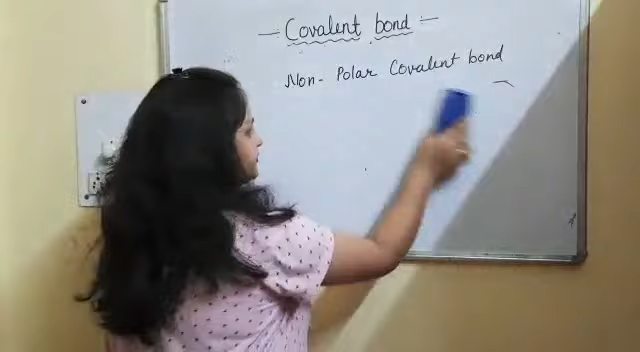 — Covalent bond :—
Non- Polar Covalent bond